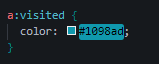 a:visited {
  color: #1098ad;
}